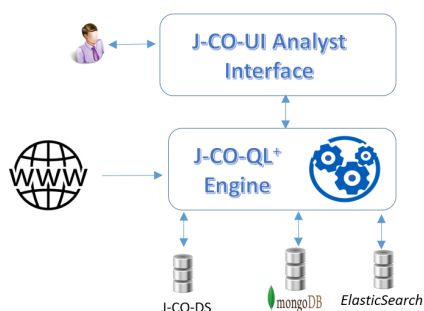 J-CO-UI Analyst
Interface
J-CO-QL+
Engine
WWW
J-CO-DS
mongoDB
ElasticSearch